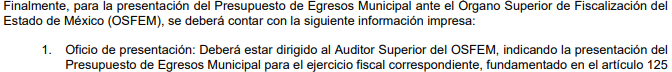 Finalmente, para la presentación del Presupuesto de Egresos Municipal ante el Órgano Superior de Fiscalización del
Estado de México (OSFEM), se deberá contar con la siguiente información impresa:
1. Oficio de presentación: Deberá estar dirigido al Auditor Superior del OSFEM, indicando la presentación del
Presupuesto de Egresos Municipal para el ejercicio fiscal correspondiente, fundamentado en el artículo 125